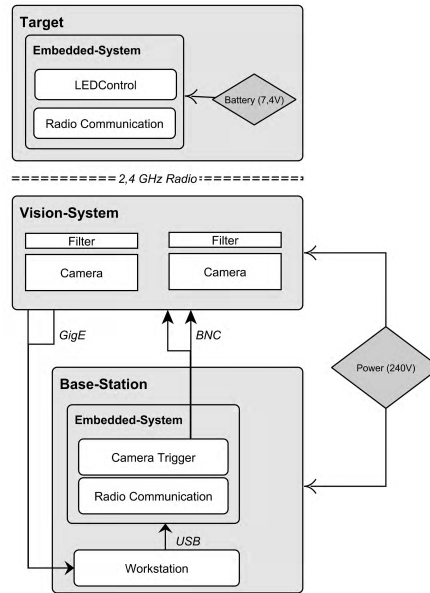 Target
Embedded-System
LEDControl
Battery (7,4V)
Radio Communication
2,4 GHz Radio
Vision-System
Filter
Filter
Camera
Camera
GigE
BNC
Power (240V)
Base-Station
Embedded-System
Camera Trigger
Radio Communication
USB
Workstation